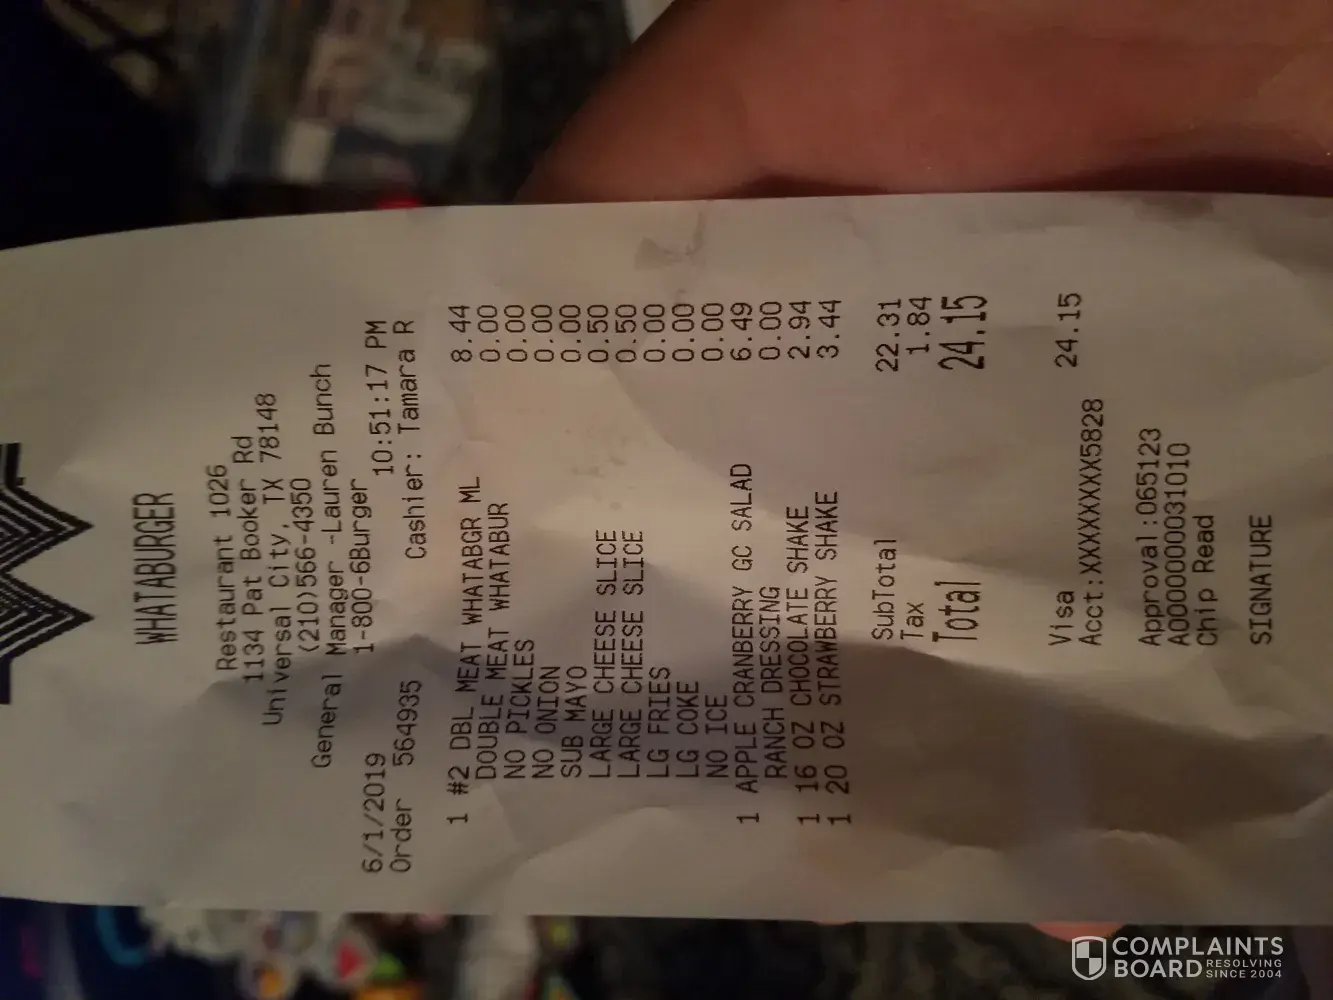 WHATABURGER
Restaurant 1026
1134 Pat Booker Rd
Universal City, TX 78148
(210)566-4350
General Manager -Lauren Bunch
1-800-6Burger
6/1/2019 10:51:17 PM
Order 564935 Cashier: Tamara R
1 #2 DBL MEAT WHATABGR ML 8.44
DOUBLE MEAT WHATABUR 0.00
NO PICKLES 0.00
NO ONION 0.00
SUB MAYO 0.00
LARGE CHEESE SLICE 0.50
LARGE CHEESE SLICE 0.50
LG FRIES 0.00
LG COKE 0.00
NO ICE 0.00
1 APPLE CRANBERRY GC SALAD 6.49
RANCH DRESSING 0.00
1 16 OZ CHOCOLATE SHAKE 2.94
1 20 OZ STRAWBERRY SHAKE 3.44
SubTotal 22.31
Tax 1.84
Total 24.15
Visa 24.15
Acct:XXXXXXXXXX5828
Approval:065123
A0000000031010
Chip Read
SIGNATURE
COMPLAINTS
BOARD RESOLVING
SINCE 2004